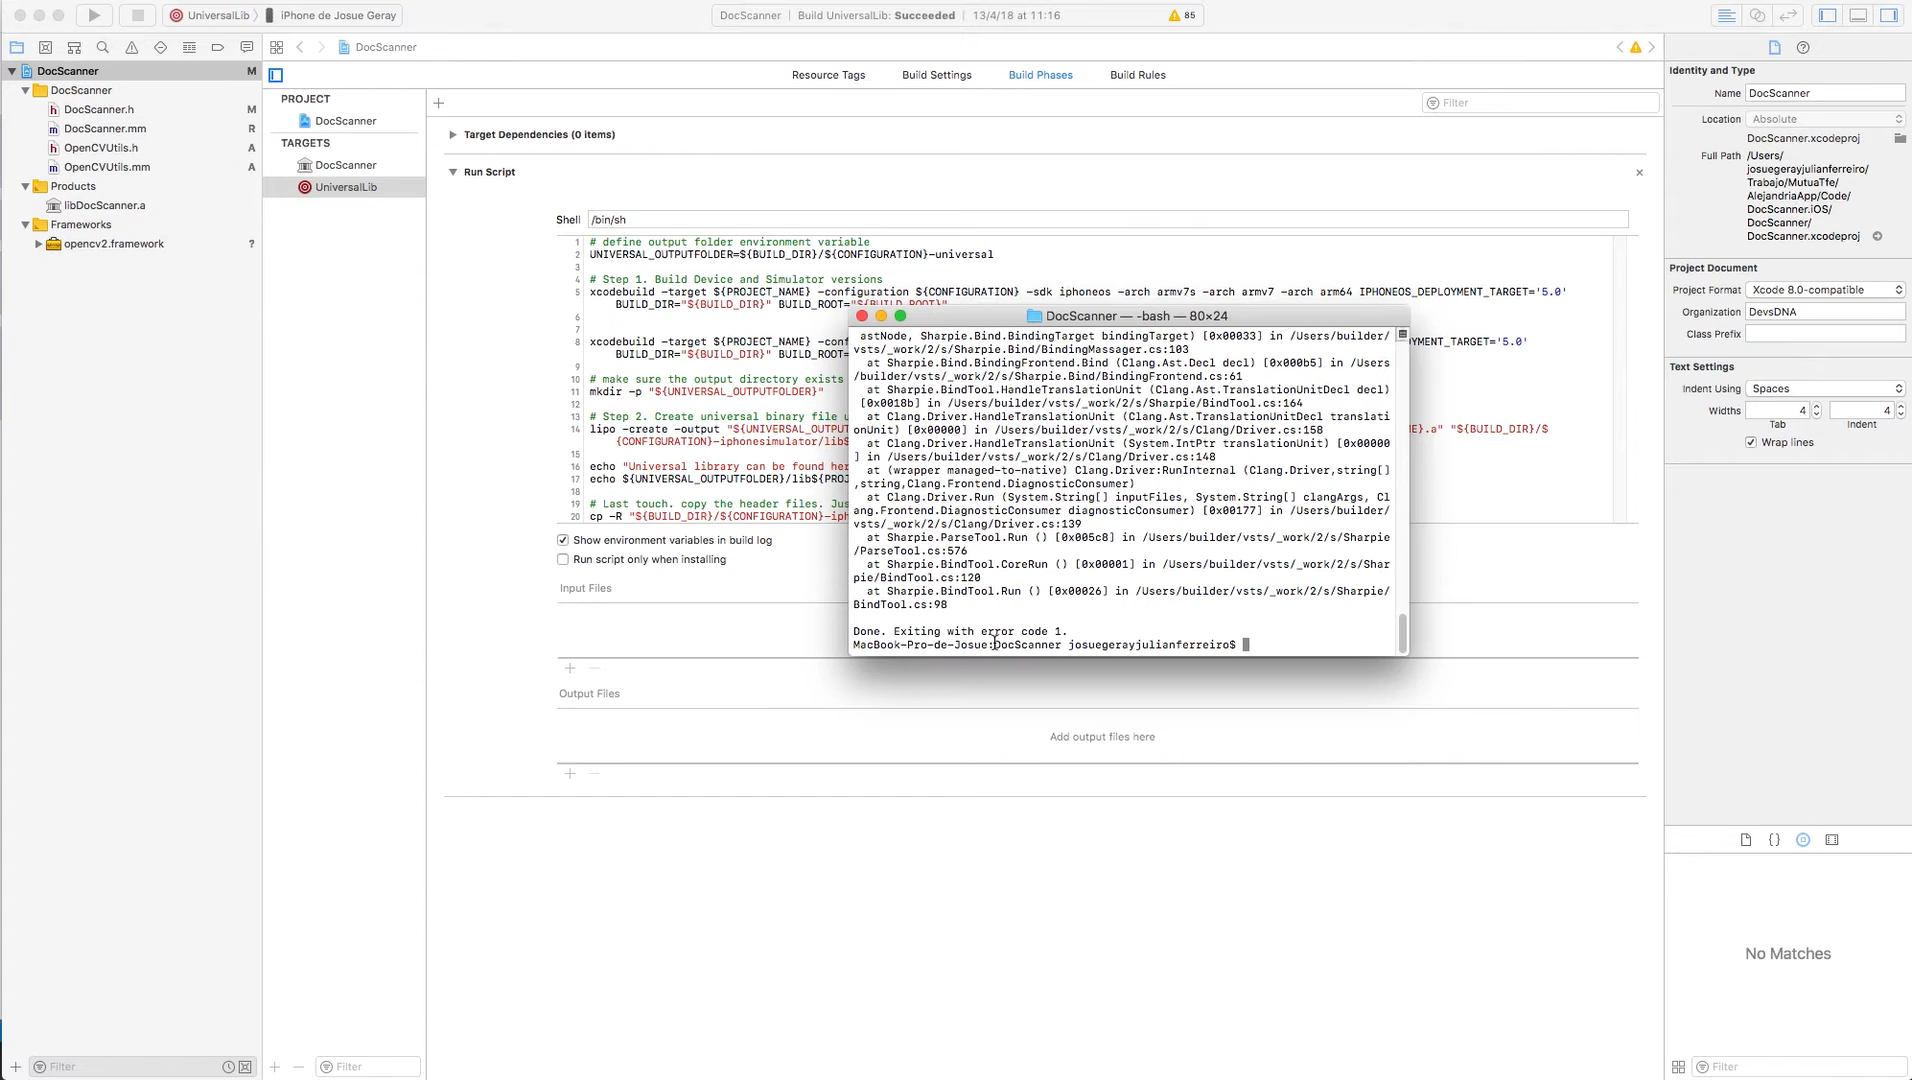 UniversalLib
iPhone de Josue Geray
DocScanner | Build UniversalLib: Succeeded | 13/4/18 at 11:16
85
DocScanner
DocScanner M
DocScanner
DocScanner.h M
DocScanner.mm R
OpenCVUtils.h A
OpenCVUtils.mm A
Products
libDocScanner.a
Frameworks
opencv2.framework ?
Filter
PROJECT
DocScanner
TARGETS
DocScanner
UniversalLib
Filter
Resource Tags Build Settings Build Phases Build Rules
Filter
Target Dependencies (0 items)
Run Script
Shell /bin/sh
1 # define output folder environment variable
2 UNIVERSAL_OUTPUTFOLDER=${BUILD_DIR}/${CONFIGURATION}-universal
3
4 # Step 1. Build Device and Simulator versions
5 xcodebuild -target ${PROJECT_NAME} -configuration ${CONFIGURATION} -sdk iphoneos -arch armv7s -arch armv7 -arch arm64 IPHONEOS_DEPLOYMENT_TARGET='5.0'
BUILD_DIR="${BUILD_DIR}" BUILD_ROOT="${BUILD_ROOT}"
6
7
8 xcodebuild -target ${PROJECT_NAME} -conf
YMENT_TARGET='5.0'
BUILD_DIR="${BUILD_DIR}" BUILD_ROO
9
10 # make sure the output directory exists
11 mkdir -p "${UNIVERSAL_OUTPUTFOLDER}"
12
13 # Step 2. Create universal binary file u
14 lipo -create -output "${UNIVERSAL_OUTPUT
E}.a" "${BUILD_DIR}/$
{CONFIGURATION}-iphonesimulator/lib$
15
16 echo "Universal library can be found her
17 echo ${UNIVERSAL_OUTPUTFOLDER}/lib${PROJ
18
19 # Last touch. copy the header files. Jus
20 cp -R "${BUILD_DIR}/${CONFIGURATION}-iph
Show environment variables in build log
Run script only when installing
Input Files
Output Files
Add output files here
DocScanner — -bash — 80×24
astNode, Sharpie.Bind.BindingTarget bindingTarget) [0x00033] in /Users/builder/
vsts/_work/2/s/Sharpie.Bind/BindingMassager.cs:103
at Sharpie.Bind.BindingFrontend.Bind (Clang.Ast.Decl decl) [0x000b5] in /Users
/builder/vsts/_work/2/s/Sharpie.Bind/BindingFrontend.cs:61
at Sharpie.BindTool.HandleTranslationUnit (Clang.Ast.TranslationUnitDecl decl)
[0x0018b] in /Users/builder/vsts/_work/2/s/Sharpie/BindTool.cs:164
at Clang.Driver.HandleTranslationUnit (Clang.Ast.TranslationUnitDecl translati
onUnit) [0x00000] in /Users/builder/vsts/_work/2/s/Clang/Driver.cs:158
at Clang.Driver.HandleTranslationUnit (System.IntPtr translationUnit) [0x00000
] in /Users/builder/vsts/_work/2/s/Clang/Driver.cs:148
at (wrapper managed-to-native) Clang.Driver:RunInternal (Clang.Driver,string[]
,string,Clang.Frontend.DiagnosticConsumer)
at Clang.Driver.Run (System.String[] inputFiles, System.String[] clangArgs, Cl
ang.Frontend.DiagnosticConsumer diagnosticConsumer) [0x00177] in /Users/builder/
vsts/_work/2/s/Clang/Driver.cs:139
at Sharpie.ParseTool.Run () [0x005c8] in /Users/builder/vsts/_work/2/s/Sharpie
/ParseTool.cs:576
at Sharpie.BindTool.CoreRun () [0x00001] in /Users/builder/vsts/_work/2/s/Shar
pie/BindTool.cs:120
at Sharpie.BindTool.Run () [0x00026] in /Users/builder/vsts/_work/2/s/Sharpie/
BindTool.cs:98
Done. Exiting with error code 1.
MacBook-Pro-de-Josue:DocScanner josuegerayjulianferreiro$
Identity and Type
Name DocScanner
Location Absolute
DocScanner.xcodeproj
Full Path /Users/
josuegerayjulianferreiro/
Trabajo/MutuaTfe/
AlejandriaApp/Code/
DocScanner.iOS/
DocScanner/
DocScanner.xcodeproj
Project Document
Project Format Xcode 8.0-compatible
Organization DevsDNA
Class Prefix
Text Settings
Indent Using Spaces
Widths 4 4
Tab Indent
Wrap lines
No Matches
Filter